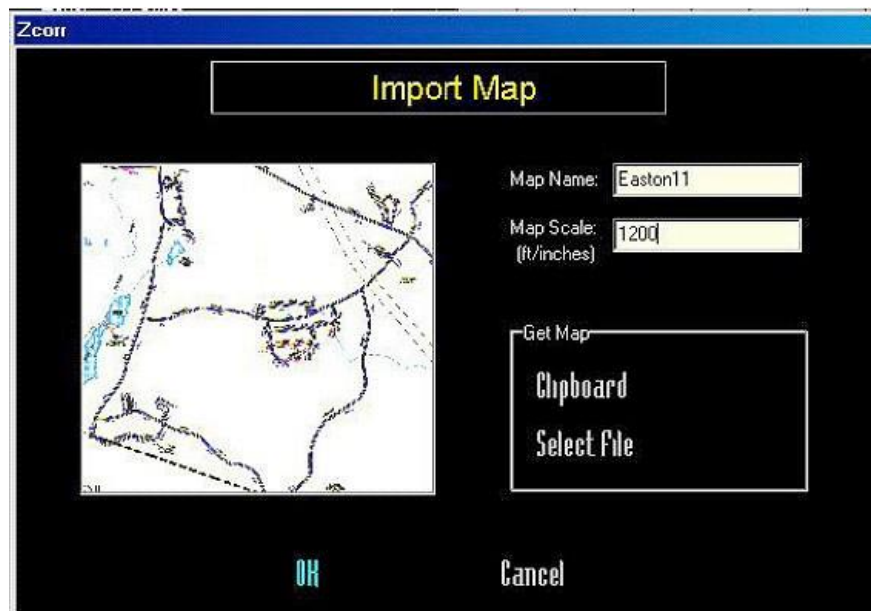 Zcorr
Import Map
Map Name: Easton11
Map Scale: 1200
(ft/inches)
Get Map
Clipboard
Select File
OK
Cancel